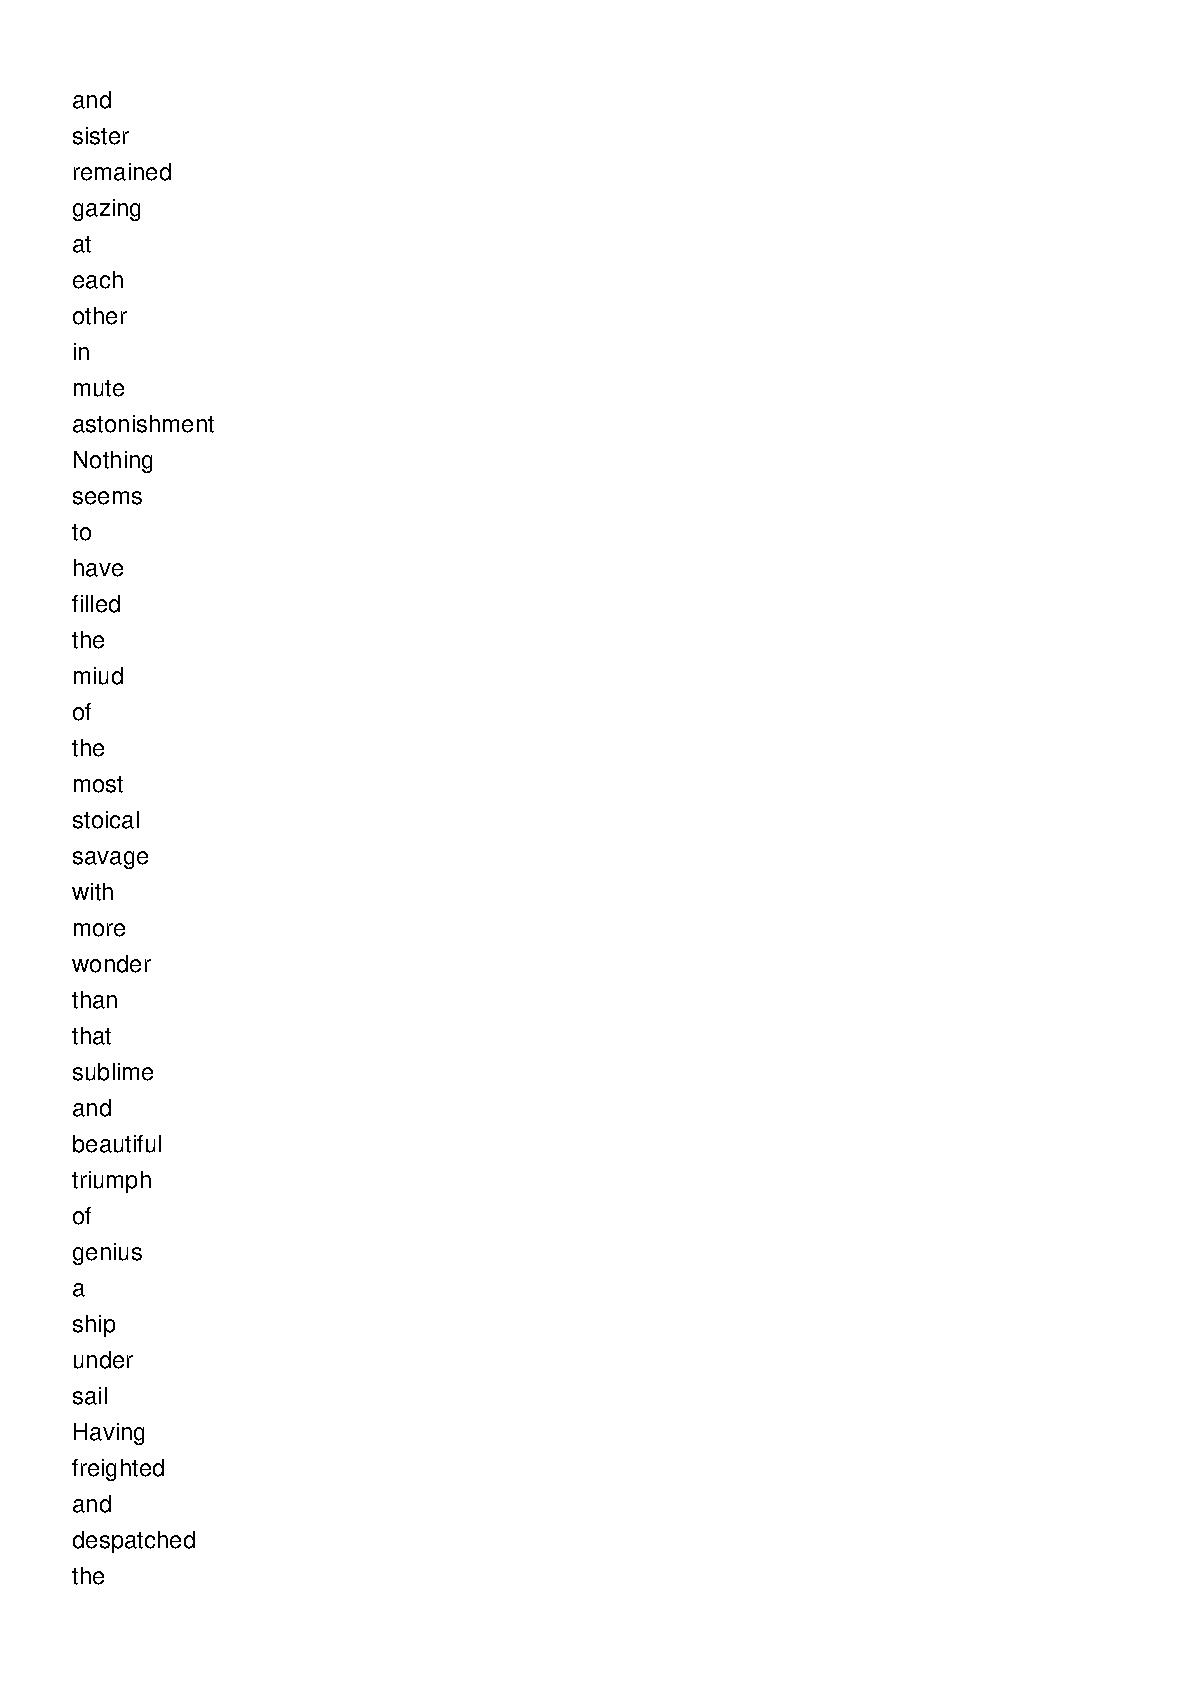 and
sister
remained
gazing
at
each
other
in
mute
astonishment
Nothing
seems
to
have
filled
the
miud
of
the
most
stoical
savage
with
more
wonder
than
that
sublime
and
beautiful
triumph
of
genius
a
ship
under
sail
Having
freighted
and
despatched
the